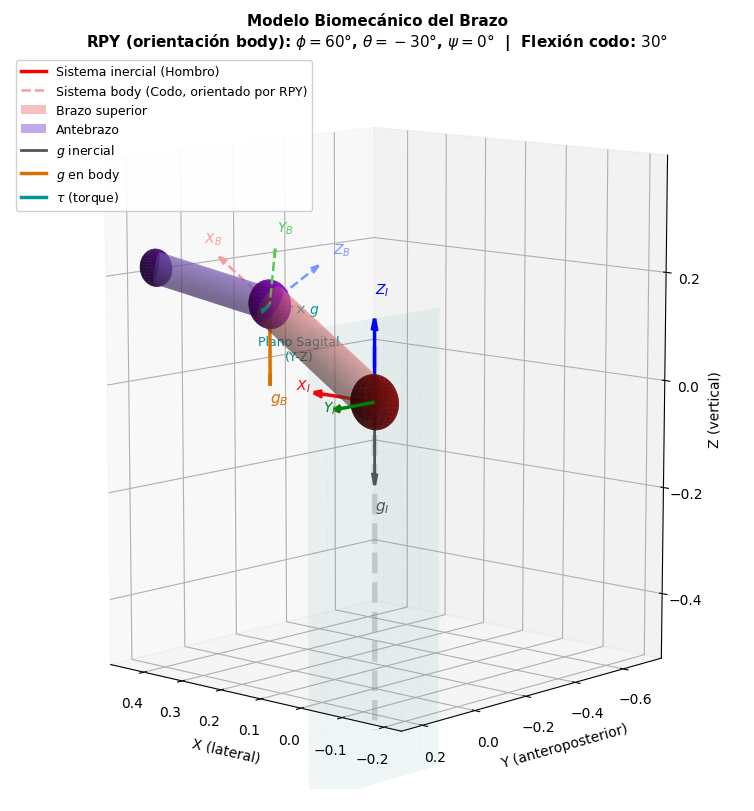 Modelo Biomecánico del Brazo
RPY (orientación body): ϕ = 60°, θ = −30°, ψ = 0° | Flexión codo: 30°
Sistema inercial (Hombro)
Sistema body (Codo, orientado por RPY)
Brazo superior
Antebrazo
g inercial
g en body
τ (torque)
X_B
Y_B
Z_B
× g
Plano Sagital
(Y-Z)
g_B
Z_I
X_I
Y_I
g_I
0.2
0.0
−0.2
−0.4
Z (vertical)
0.4
0.3
0.2
0.1
0.0
−0.1
−0.2
X (lateral)
0.2
0.0
−0.2
−0.4
−0.6
Y (anteroposterior)